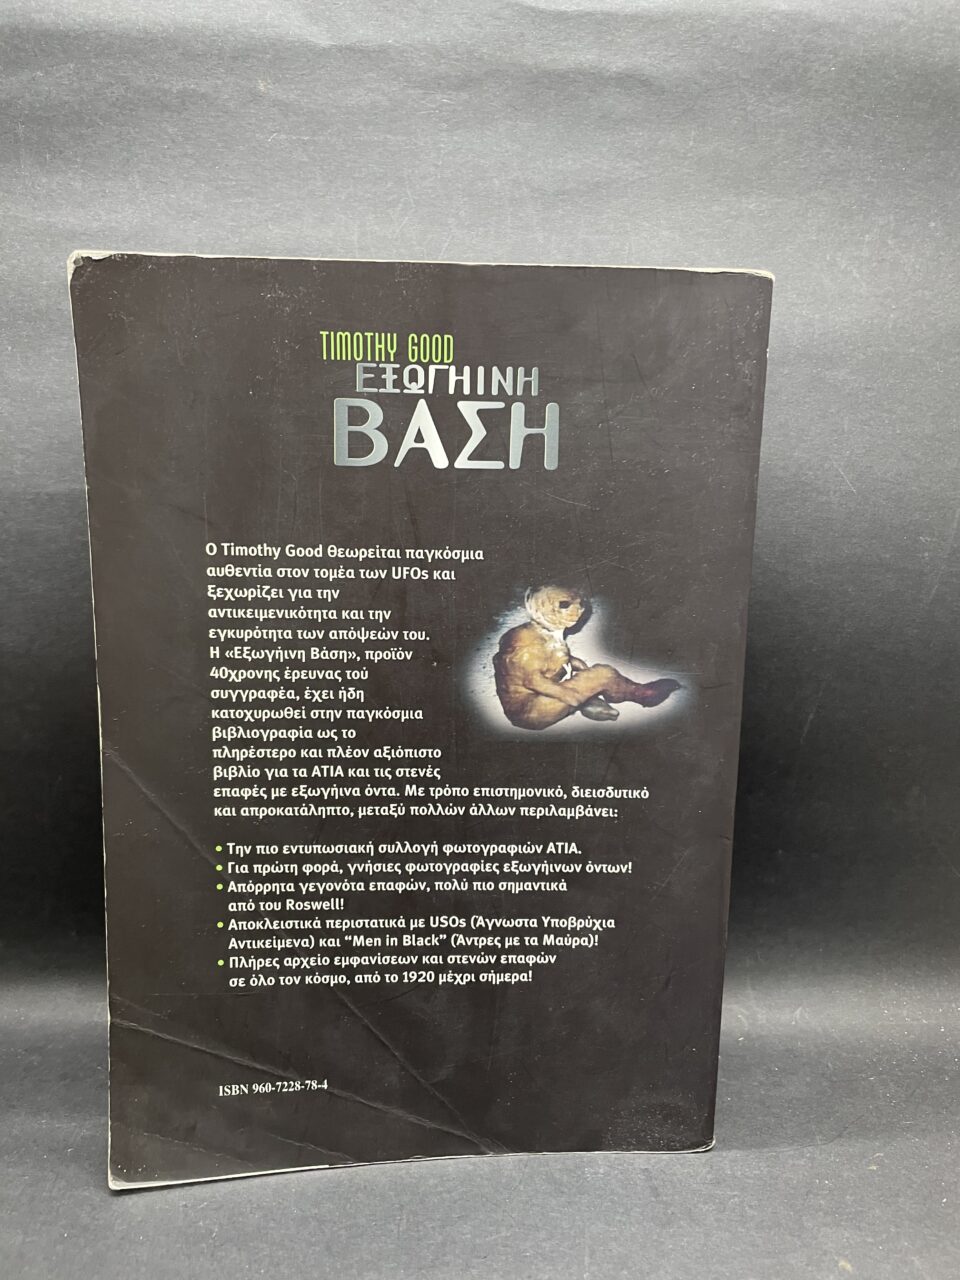 TIMOTHY GOOD
ΕΞΩΓΗΙΝΗ
ΒΑΣΗ
Ο Timothy Good θεωρείται παγκόσμια
αυθεντία στον τομέα των UFOs και
ξεχωρίζει για την
αντικειμενικότητα και την
εγκυρότητα των απόψεών του.
Η «Εξωγήινη Βάση», προϊόν
40χρονης έρευνας τού
συγγραφέα, έχει ήδη
κατοχυρωθεί στην παγκόσμια
βιβλιογραφία ως το
πληρέστερο και πλέον αξιόπιστο
βιβλίο για τα ΑΤΙΑ και τις στενές
επαφές με εξωγήινα όντα. Με τρόπο επιστημονικό, διεισδυτικό
και απροκατάληπτο, μεταξύ πολλών άλλων περιλαμβάνει:
• Την πιο εντυπωσιακή συλλογή φωτογραφιών ΑΤΙΑ.
• Για πρώτη φορά, γνήσιες φωτογραφίες εξωγήινων όντων!
• Απόρρητα γεγονότα επαφών, πολύ πιο σημαντικά
από του Roswell!
• Αποκλειστικά περιστατικά με USOs (Άγνωστα Υποβρύχια
Αντικείμενα) και “Men in Black” (Άντρες με τα Μαύρα)!
• Πλήρες αρχείο εμφανίσεων και στενών επαφών
σε όλο τον κόσμο, από το 1920 μέχρι σήμερα!
ISBN 960-7228-78-4